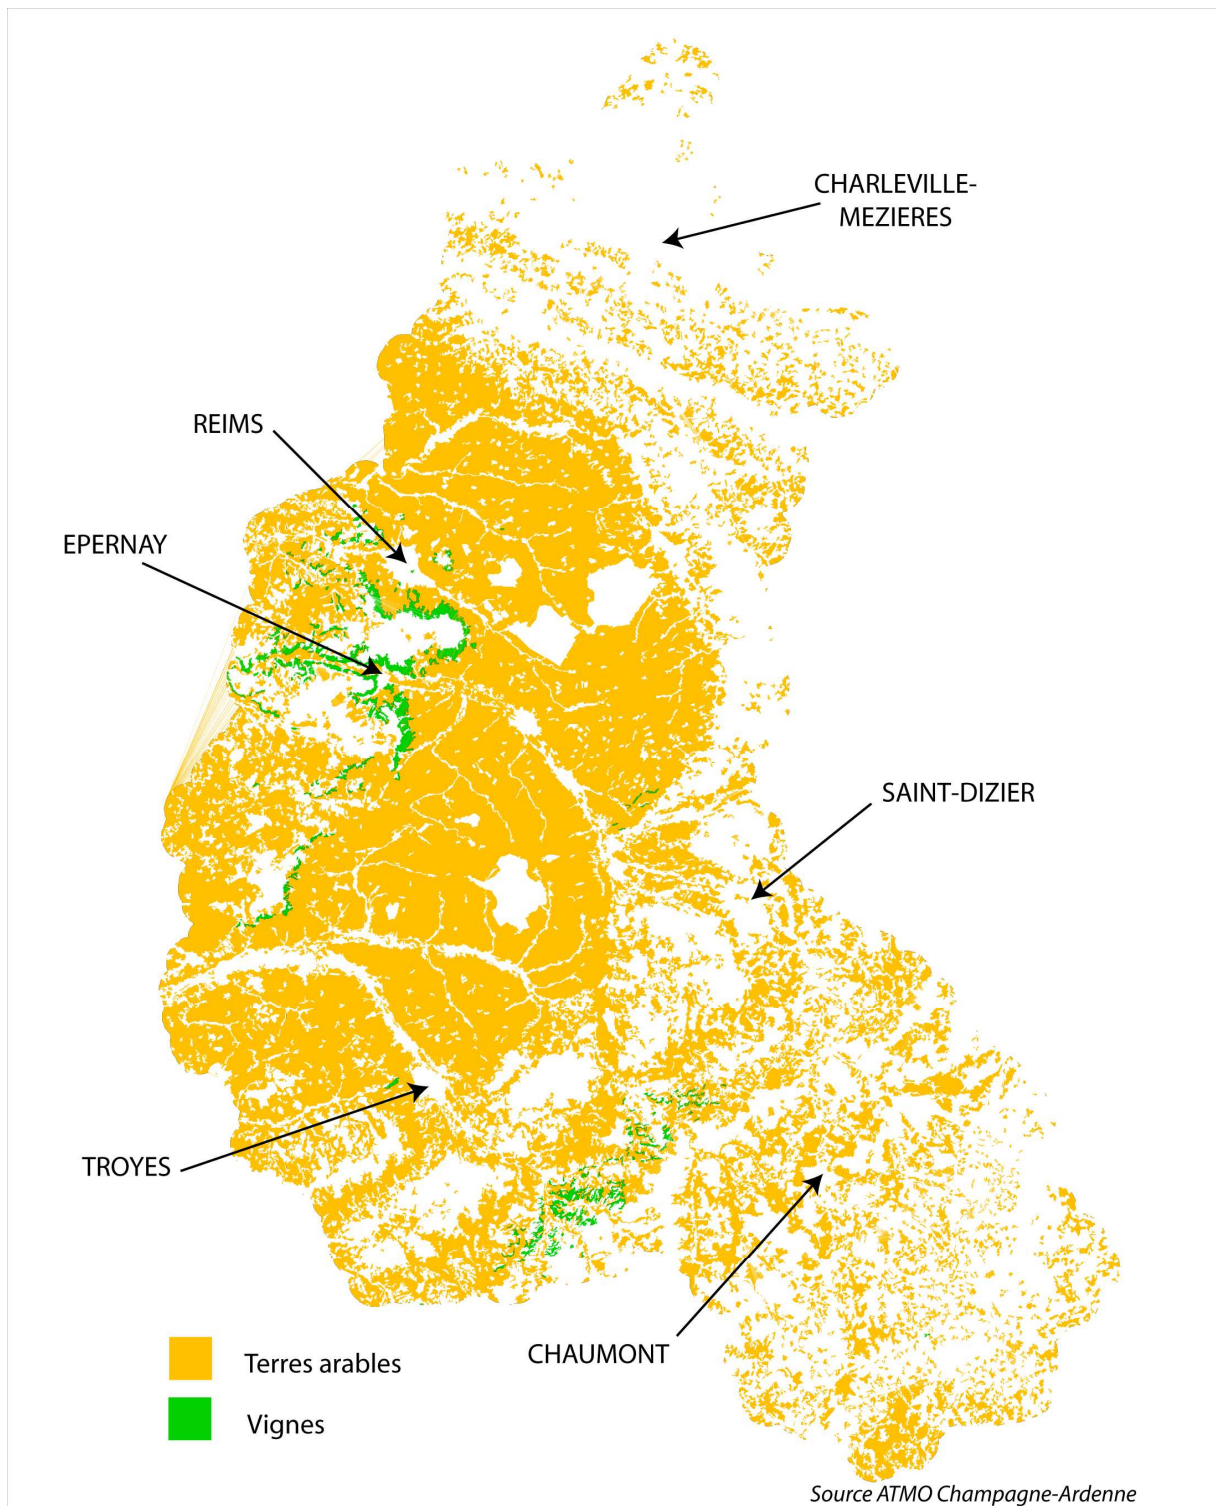 CHARLEVILLE-
MEZIERES
REIMS
EPERNAY
SAINT-DIZIER
TROYES
CHAUMONT
Terres arables
Vignes
Source ATMO Champagne-Ardenne